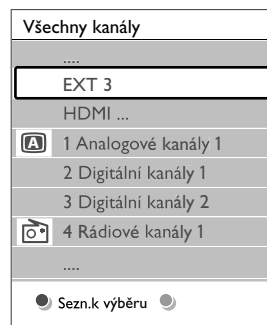 Všechny kanály
....
EXT 3
HDMI ...
A 1 Analogové kanály 1
2 Digitální kanály 1
3 Digitální kanály 2
4 Rádiové kanály 1
....
Sezn.k výběru